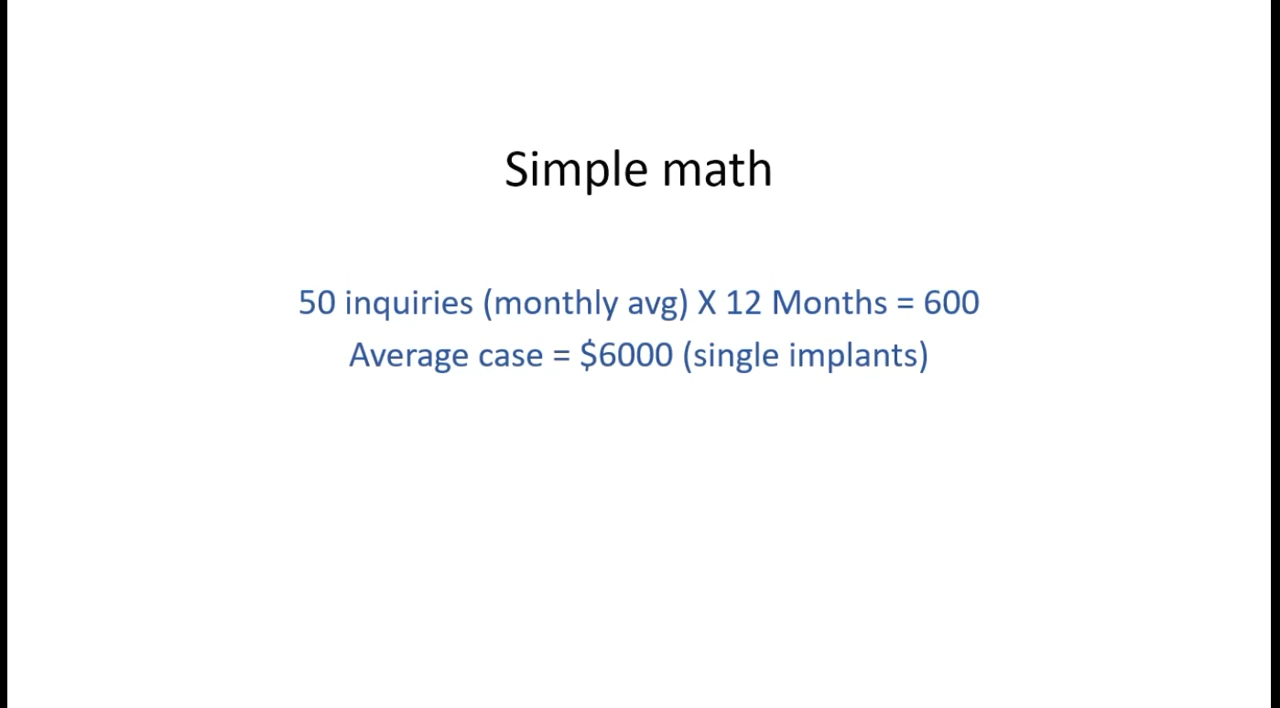 Simple math
50 inquiries (monthly avg) X 12 Months = 600
Average case = $6000 (single implants)